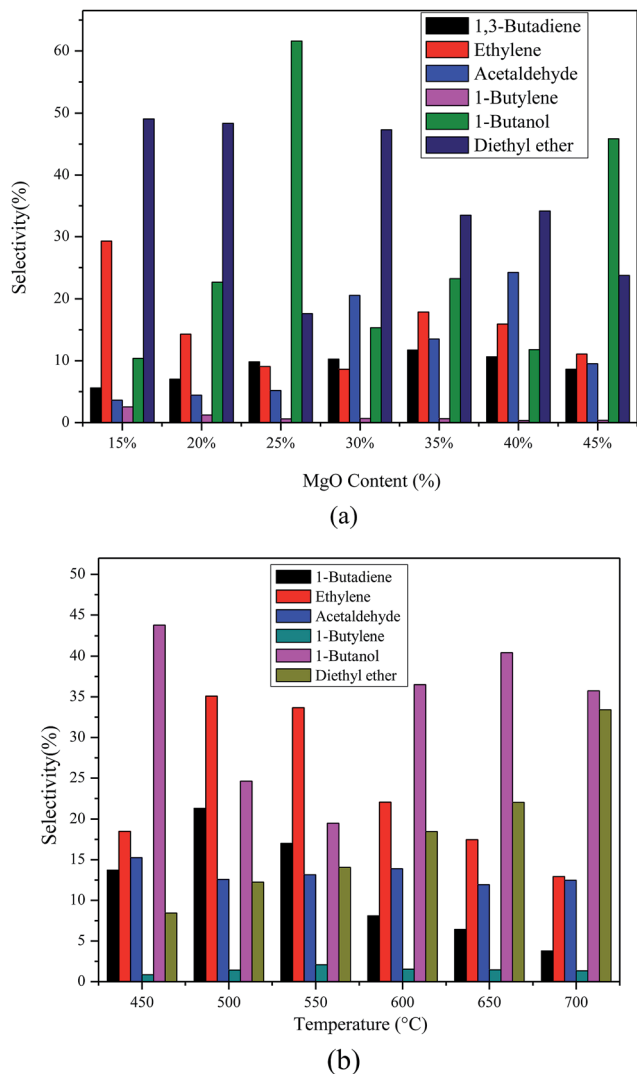 60
50
40
30
20
10
0
Selectivity(%)
1,3-Butadiene
Ethylene
Acetaldehyde
1-Butylene
1-Butanol
Diethyl ether
15% 20% 25% 30% 35% 40% 45%
MgO Content (%)
(a)
50
45
40
35
30
25
20
15
10
5
0
Selectivity(%)
1-Butadiene
Ethylene
Acetaldehyde
1-Butylene
1-Butanol
Diethyl ether
450 500 550 600 650 700
Temperature (°C)
(b)